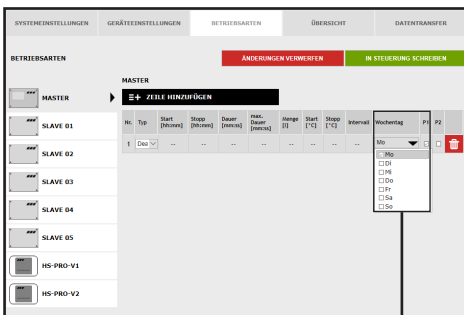 SYSTEMEINSTELLUNGEN GERÄTEEINSTELLUNGEN BETRIEBSARTEN ÜBERSICHT DATENTRANSFER
BETRIEBSARTEN ÄNDERUNGEN VERWERFEN IN STEUERUNG SCHREIBEN
MASTER
MASTER ZEILE HINZUFÜGEN
SLAVE 01
Nr. Typ Start [hh:mm] Stopp [hh:mm] Dauer [mm:ss] max. Dauer [mm:ss] Menge [l] Start [°C] Stopp [°C] Intervall Wochentag P1 P2
1 Dea -- -- -- -- -- -- -- -- Mo
SLAVE 02
Mo
Di
Mi
Do
Fr
Sa
So
SLAVE 03
SLAVE 04
SLAVE 05
HS-PRO-V1
HS-PRO-V2